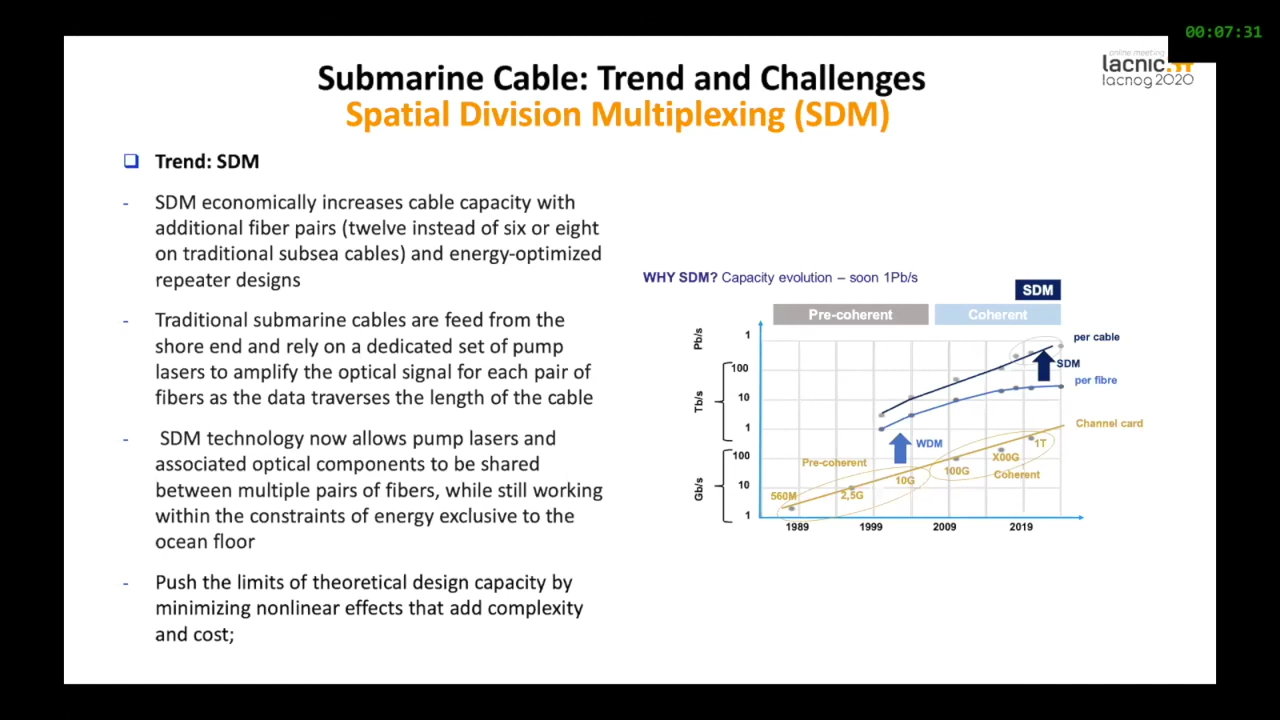 00:07:31
online meeting
lacnic
lacnog 2020
Submarine Cable: Trend and Challenges
Spatial Division Multiplexing (SDM)
❑ Trend: SDM
- SDM economically increases cable capacity with
additional fiber pairs (twelve instead of six or eight
on traditional subsea cables) and energy-optimized
repeater designs
- Traditional submarine cables are feed from the
shore end and rely on a dedicated set of pump
lasers to amplify the optical signal for each pair of
fibers as the data traverses the length of the cable
- SDM technology now allows pump lasers and
associated optical components to be shared
between multiple pairs of fibers, while still working
within the constraints of energy exclusive to the
ocean floor
- Push the limits of theoretical design capacity by
minimizing nonlinear effects that add complexity
and cost;
WHY SDM? Capacity evolution – soon 1Pb/s
SDM
Pre-coherent
Coherent
Pb/s
1
per cable
SDM
100
per fibre
Tb/s
10
1
Channel card
WDM
1T
100
Pre-coherent
X00G
100G
Coherent
Gb/s
10
10G
560M
2,5G
1
1989
1999
2009
2019